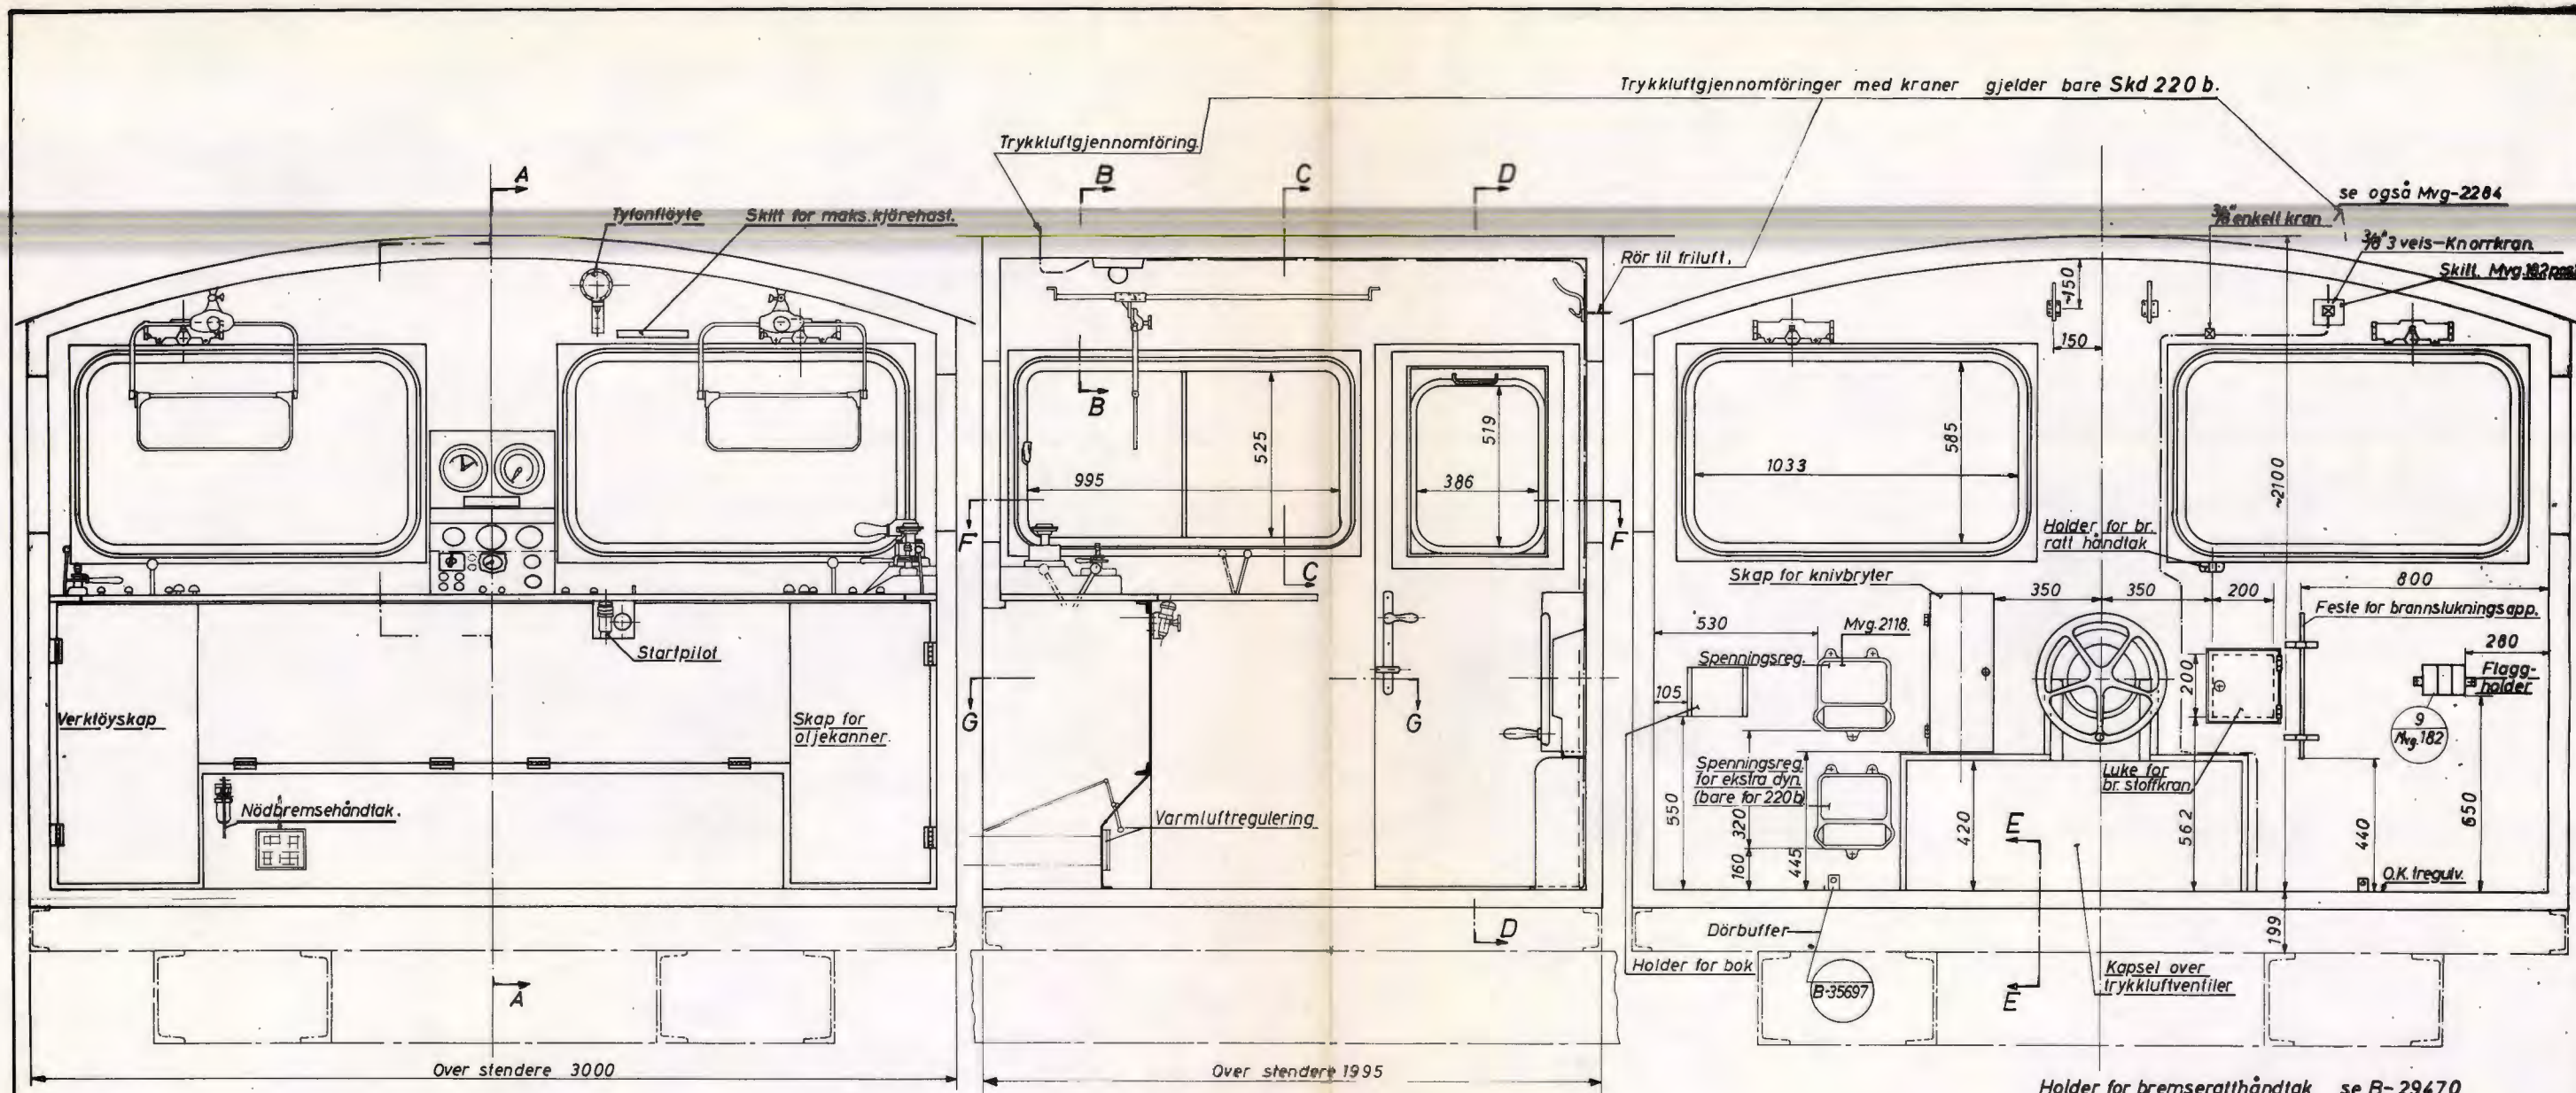 Trykkluftgjennomföringer med kraner gjelder bare Skd 220 b.
Trykkluftgjennomföring.
A
B
C
D
se også Mvg-2284
Tyfonflöyte
Skilt for maks.kjörehast.
3/8" enkelt kran
3/8" 3 veis-Knorrkran
Rör til friluft.
Skilt. Mvg.182
~150
150
B
525
519
585
1033
995
386
~2100
F
F
Holder for br.
ratt håndtak
C
Skap for knivbryter
800
350
350
200
Feste for brannslukningsapp.
530
Mvg.2118.
Startpilot
Spenningsreg.
280
Flagg-
holder
200
105
Verktöyskap
Skap for
oljekanner.
G
G
9
Mvg.182
Spenningsreg.
for ekstra dyn.
(bare for 220b)
Luke for
br. stoffkran
Nödbremsehåndtak.
Varmluftregulering
550
320
420
E
562
440
650
160
445
O.K. tregulv.
D
Dörbuffer
199
Holder for bok
Kapsel over
trykkluftventiler
A
B-35697
E
Over stendere 3000
Over stendere 1995
Holder for bremseratthåndtak se B-29470